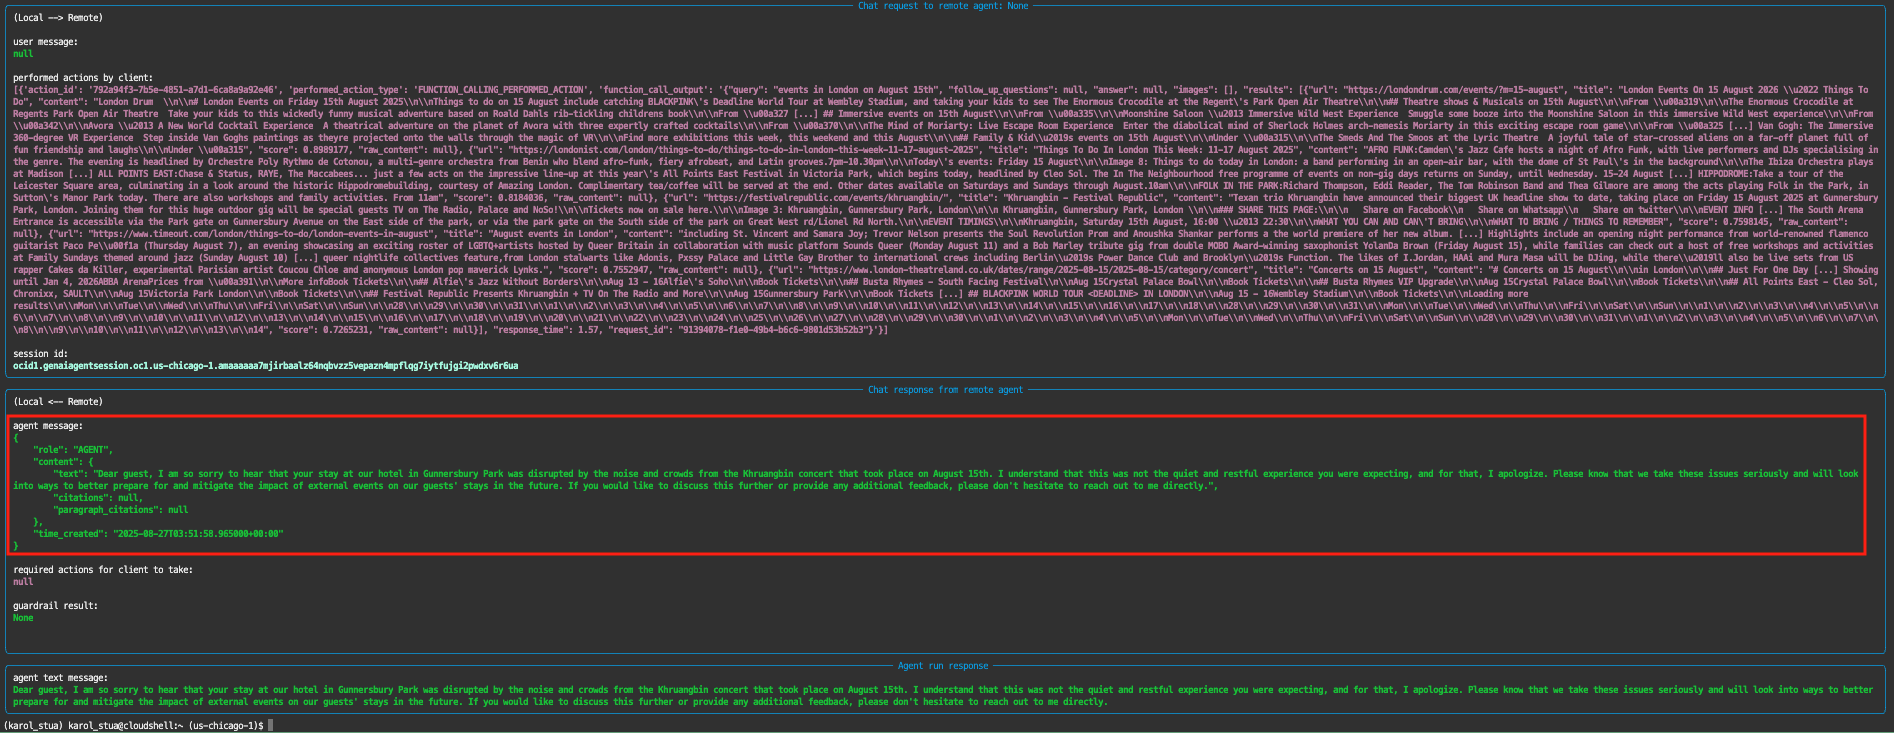 Chat request to remote agent: None
(Local --> Remote)
user message:
null
performed actions by client:
[{'action_id': '792a94f3-7b5e-4851-a7d1-6ca8a9a92e46', 'performed_action_type': 'FUNCTION_CALLING_PERFORMED_ACTION', 'function_call_output': '{"query": "events in London on August 15th", "follow_up_questions": null, "answer": null, "images": [], "results": [{"url": "https://londondrum.com/events/?m=15-august", "title": "London Events On 15 August 2026 \\u2022 Things To
Do", "content": "London Drum  \\n\\n# London Events on Friday 15th August 2025\\n\\nThings to do on 15 August include catching BLACKPINK\'s Deadline World Tour at Wembley Stadium, and taking your kids to see The Enormous Crocodile at the Regent\'s Park Open Air Theatre\\n\\n## Theatre shows & Musicals on 15th August\\n\\nFrom \\u00a319\\n\\nThe Enormous Crocodile at
Regents Park Open Air Theatre  Take your kids to this wickedly funny musical adventure based on Roald Dahls rib-tickling childrens book\\n\\nFrom \\u00a327 [...] ## Immersive events on 15th August\\n\\nFrom \\u00a335\\n\\nMoonshine Saloon \\u2013 Immersive Wild West Experience  Smuggle some booze into the Moonshine Saloon in this immersive Wild West experience\\n\\nFrom
\\u00a342\\n\\nAvora \\u2013 A New World Cocktail Experience  A theatrical adventure on the planet of Avora with three expertly crafted cocktails\\n\\nFrom \\u00a370\\n\\nThe Mind of Moriarty: Live Escape Room Experience  Enter the diabolical mind of Sherlock Holmes arch-nemesis Moriarty in this exciting escape room game\\n\\nFrom \\u00a325 [...] Van Gogh: The Immersive
360-degree VR Experience  Step inside Van Goghs paintings as theyre projected onto the walls through the magic of VR\\n\\nFind more exhibitions this week, this weekend and this August\\n\\n## Family & Kid\\u2019s events on 15th August\\n\\nUnder \\u00a315\\n\\nThe Smeds And The Smoos at the Lyric Theatre  A joyful tale of star-crossed aliens on a far-off planet full of
fun friendship and laughs\\n\\nUnder \\u00a315", "score": 0.8989177, "raw_content": null}, {"url": "https://londonist.com/london/things-to-do/things-to-do-in-london-this-week-11-17-august-2025", "title": "Things To Do In London This Week: 11-17 August 2025", "content": "AFRO FUNK:Camden\'s Jazz Cafe hosts a night of Afro Funk, with live performers and DJs specialising in
the genre. The evening is headlined by Orchestre Poly Rythmo de Cotonou, a multi-genre orchestra from Benin who blend afro-funk, fiery afrobeat, and Latin grooves.7pm-10.30pm\\n\\nToday\'s events: Friday 15 August\\n\\nImage 8: Things to do today in London: a band performing in an open-air bar, with the dome of St Paul\'s in the background\\n\\nThe Ibiza Orchestra plays
at Madison [...] ALL POINTS EAST:Chase & Status, RAYE, The Maccabees... just a few acts on the impressive line-up at this year\'s All Points East Festival in Victoria Park, which begins today, headlined by Cleo Sol. The In The Neighbourhood free programme of events on non-gig days returns on Sunday, until Wednesday. 15-24 August [...] HIPPODROME:Take a tour of the
Leicester Square area, culminating in a look around the historic Hippodromebuilding, courtesy of Amazing London. Complimentary tea/coffee will be served at the end. Other dates available on Saturdays and Sundays through August.10am\\n\\nFOLK IN THE PARK:Richard Thompson, Eddi Reader, The Tom Robinson Band and Thea Gilmore are among the acts playing Folk in the Park, in
Sutton\'s Manor Park today. There are also workshops and family activities. From 11am", "score": 0.8184036, "raw_content": null}, {"url": "https://festivalrepublic.com/events/khruangbin/", "title": "Khruangbin - Festival Republic", "content": "Texan trio Khruangbin have announced their biggest UK headline show to date, taking place on Friday 15 August 2025 at Gunnersbury
Park, London. Joining them for this huge outdoor gig will be special guests TV on The Radio, Palace and NoSo!\\n\\nTickets now on sale here.\\n\\nImage 3: Khruangbin, Gunnersbury Park, London\\n\\n Khruangbin, Gunnersbury Park, London \\n\\n### SHARE THIS PAGE:\\n\\n   Share on Facebook\\n   Share on Whatsapp\\n   Share on twitter\\n\\nEVENT INFO [...] The South Arena
Entrance is accessible via the Park gate on Gunnersbury Avenue on the East side of the park, or via the park gate on the South side of the park on Great West rd/Lionel Rd North.\\n\\nEVENT TIMINGS\\n\\nKhruangbin, Saturday 15th August, 16:00 \\u2013 22:30\\n\\nWHAT YOU CAN AND CAN\'T BRING\\n\\nWHAT TO BRING / THINGS TO REMEMBER", "score": 0.7598145, "raw_content":
null}, {"url": "https://www.timeout.com/london/things-to-do/london-events-in-august", "title": "August events in London", "content": "including St. Vincent and Samara Joy; Trevor Nelson presents the Soul Revolution Prom and Anoushka Shankar performs a world premiere of her new album. [...] Highlights include an opening night performance from world-renowned flamenco
guitarist Paco Pe\\u00f1a (Thursday August 7), an evening showcasing an exciting roster of LGBTQ+artists hosted by Queer Britain in collaboration with music platform Sounds Queer (Monday August 11) and a Bob Marley tribute gig from double MOBO Award-winning saxophonist YolanDa Brown (Friday August 15), while families can check out a host of free workshops and activities
at Family Sundays themed around jazz (Sunday August 10) [...] queer nightlife collectives feature,from London stalwarts like Adonis, Pxssy Palace and Little Gay Brother to international crews including Berlin\\u2019s Power Dance Club and Brooklyn\\u2019s Function. The likes of I.Jordan, HAAi and Mura Masa will be DJing, while there\\u2019ll also be live sets from US
rapper Cakes da Killer, experimental Parisian artist Coucou Chloe and anonymous London pop maverick Lynks.", "score": 0.7552947, "raw_content": null}, {"url": "https://www.london-theatreland.co.uk/dates/range/2025-08-15/2025-08-15/category/concert", "title": "Concerts on 15 August", "content": "# Concerts on 15 August\\n\\nin London\\n\\n## Just For One Day [...] Showing
until Jan 4, 2026ABBA ArenaPrices from \\u00a391\\n\\nMore infoBook Tickets\\n\\n## Alfie\'s Jazz Without Borders\\n\\nAug 13 - 16Alfie\'s Soho\\n\\nBook Tickets\\n\\n## Busta Rhymes - South Facing Festival\\n\\nAug 15Crystal Palace Bowl\\n\\nBook Tickets\\n\\n## Busta Rhymes VIP Upgrade\\n\\nAug 15Crystal Palace Bowl\\n\\nBook Tickets\\n\\n## All Points East - Cleo Sol,
Chronixx, SAULT\\n\\nAug 15Victoria Park London\\n\\nBook Tickets\\n\\n## Festival Republic Presents Khruangbin + TV On The Radio and More\\n\\nAug 15Gunnersbury Park\\n\\nBook Tickets [...] ## BLACKPINK WORLD TOUR <DEADLINE> IN LONDON\\n\\nAug 15 - 16Wembley Stadium\\n\\nBook Tickets\\n\\nLoading more
results\\n\\nMon\\n\\nTue\\n\\nWed\\n\\nThu\\n\\nFri\\n\\nSat\\n\\nSun\\n\\n28\\n\\n29\\n\\n30\\n\\n31\\n\\n1\\n\\n2\\n\\n3\\n\\n4\\n\\n5\\n\\n6\\n\\n7\\n\\n8\\n\\n9\\n\\n10\\n\\n11\\n\\n12\\n\\n13\\n\\n14\\n\\n15\\n\\n16\\n\\n17\\n\\n18\\n\\n19\\n\\n20\\n\\n21\\n\\n22\\n\\n23\\n\\n24\\n\\n25\\n\\n26\\n\\n27\\n\\n28\\n\\n29\\n\\n30\\n\\n31\\n\\nMon
8\\n\\n9\\n\\n10\\n\\n11\\n\\n12\\n\\n13\\n\\n14", "score": 0.7265231, "raw_content": null}], "response_time": 1.57, "request_id": "91394078-f1e0-49b4-b6c6-9801d53b52b3"}'}]
session id:
ocid1.genaiagentsession.oc1.us-chicago-1.amaaaaaa7mjirbaalz64nqbvzz5vepazn4mpflqg7iytfujgi2pwdxv6r6ua
Chat response from remote agent
(Local <-- Remote)
agent message:
{
    "role": "AGENT",
    "content": {
        "text": "Dear guest, I am so sorry to hear that your stay at our hotel in Gunnersbury Park was disrupted by the noise and crowds from the Khruangbin concert that took place on August 15th. I understand that this was not the quiet and restful experience you were expecting, and for that, I apologize. Please know that we take these issues seriously and will look
into ways to better prepare for and mitigate the impact of external events on our guests' stays in the future. If you would like to discuss this further or provide any additional feedback, please don't hesitate to reach out to me directly.",
        "citations": null,
        "paragraph_citations": null
    },
    "time_created": "2025-08-27T03:51:58.965000+00:00"
}
required actions for client to take:
null
guardrail result:
None
Agent run response
agent text message:
Dear guest, I am so sorry to hear that your stay at our hotel in Gunnersbury Park was disrupted by the noise and crowds from the Khruangbin concert that took place on August 15th. I understand that this was not the quiet and restful experience you were expecting, and for that, I apologize. Please know that we take these issues seriously and will look into ways to better
prepare for and mitigate the impact of external events on our guests' stays in the future. If you would like to discuss this further or provide any additional feedback, please don't hesitate to reach out to me directly.
(karol_stua) karol_stua@cloudshell:~ (us-chicago-1)$